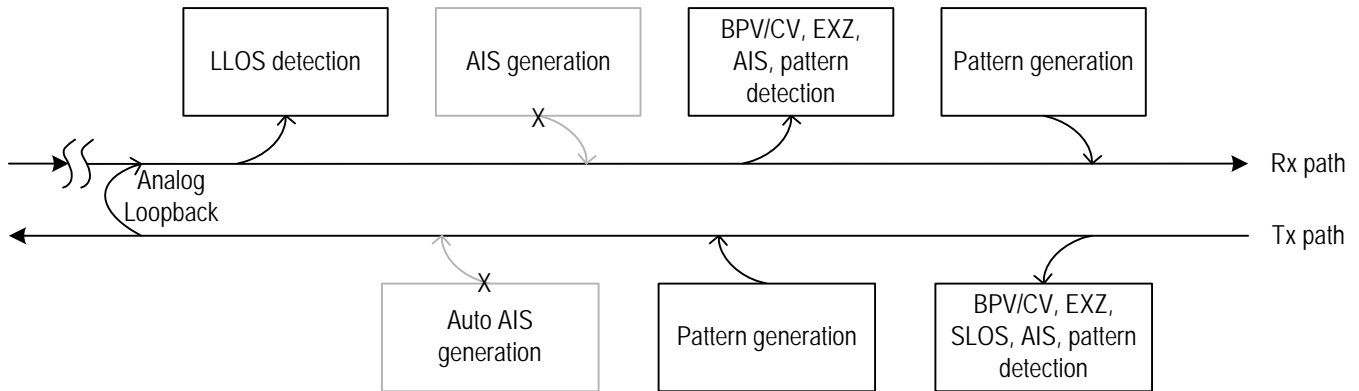 LLOS detection
AIS generation
BPV/CV, EXZ,
AIS, pattern
detection
Pattern generation
X
Rx path
Analog
Loopback
Tx path
X
Auto AIS
generation
Pattern generation
BPV/CV, EXZ,
SLOS, AIS, pattern
detection